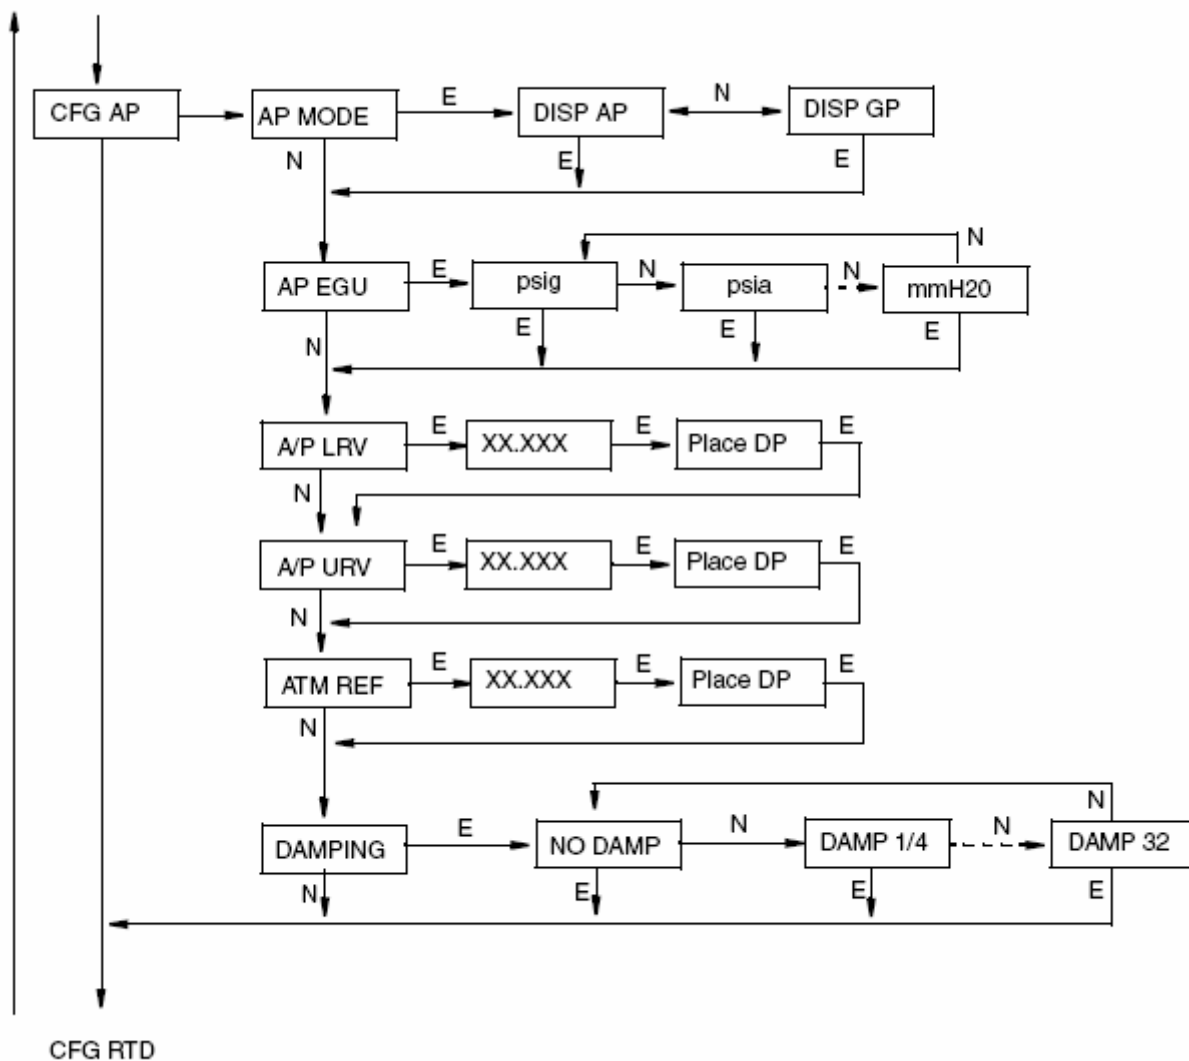 CFG AP
AP MODE
E
DISP AP
N
DISP GP
N
E
E
N
AP EGU
E
psig
N
psia
N
mmH20
N
E
E
E
A/P LRV
E
XX.XXX
E
Place DP
E
N
A/P URV
E
XX.XXX
E
Place DP
E
N
ATM REF
E
XX.XXX
E
Place DP
E
N
N
DAMPING
E
NO DAMP
N
DAMP 1/4
N
DAMP 32
N
E
E
E
CFG RTD